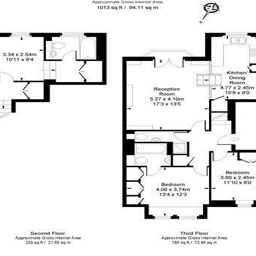 Approximate Gross Internal Area
1013 sq ft / 94.11 sq m
3.34 x 2.54m
10'11 x 8'4
Reception
Room
5.27 x 4.10m
17'3 x 13'5
Kitchen/
Dining
Room
4.77 x 2.45m
15'8 x 8'0
Bedroom
4.06 x 3.74m
13'4 x 12'3
Bedroom
3.60 x 2.45m
11'10 x 8'0
Second Floor
Approximate Gross Internal Area
233 sq ft / 21.65 sq m
Third Floor
Approximate Gross Internal Area
780 sq ft / 72.46 sq m